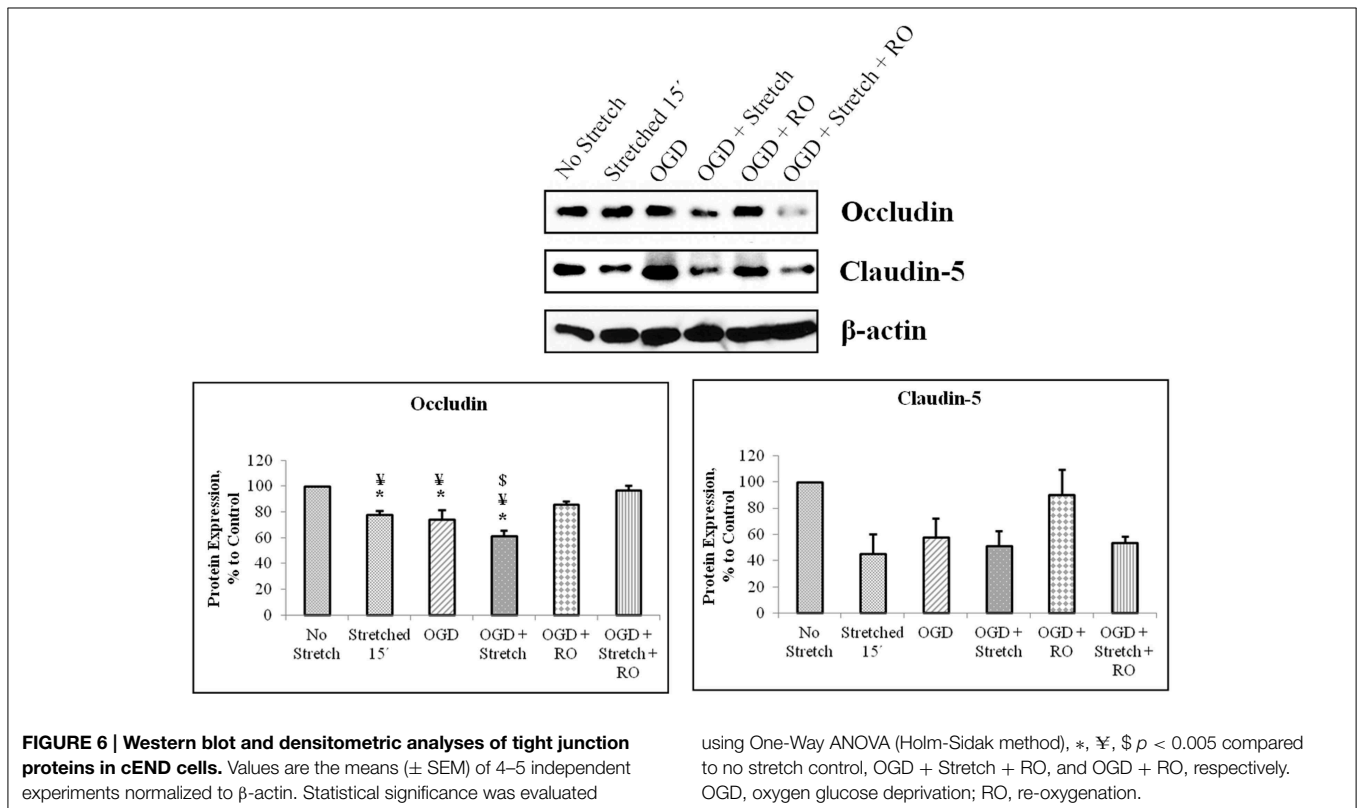 No Stretch
Stretched 15´
OGD
OGD + Stretch
OGD + RO
OGD + Stretch + RO
Occludin
Claudin-5
β-actin
Occludin
Protein Expression,
% to Control
120
100
80
60
40
20
0
¥
*
¥
*
$
¥
*
No
Stretch
Stretched
15´
OGD
OGD +
Stretch
OGD +
RO
OGD +
Stretch +
RO
Claudin-5
Protein Expression,
% to Control
120
100
80
60
40
20
0
No
Stretch
Stretched
15´
OGD
OGD +
Stretch
OGD +
RO
OGD +
Stretch +
RO
FIGURE 6 | Western blot and densitometric analyses of tight junction
proteins in cEND cells. Values are the means (± SEM) of 4–5 independent
experiments normalized to β-actin. Statistical significance was evaluated
using One-Way ANOVA (Holm-Sidak method), *, ¥, $ p < 0.005 compared
to no stretch control, OGD + Stretch + RO, and OGD + RO, respectively.
OGD, oxygen glucose deprivation; RO, re-oxygenation.